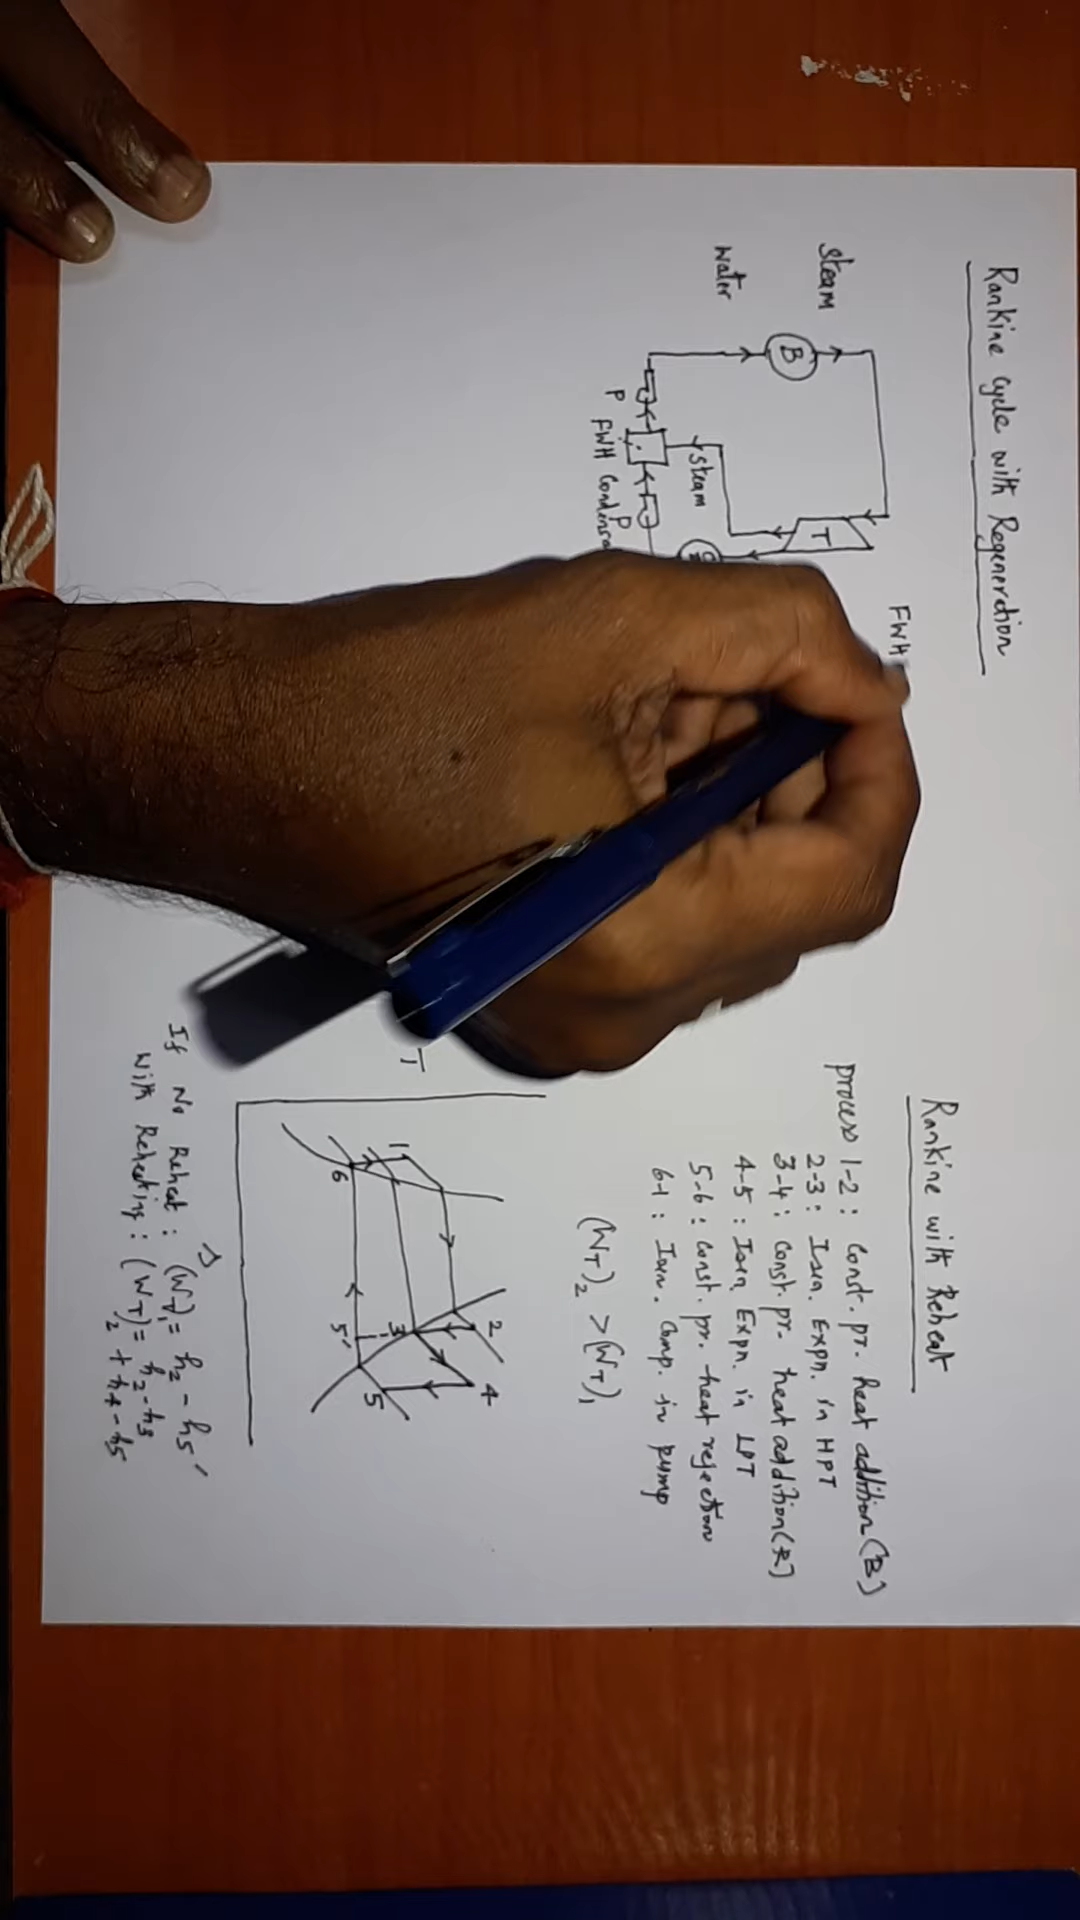 Rankine Cycle with Regeneration
Steam
Water
B
T
Steam
P
FWH
P
FWH
Rankine with Reheat
process 1-2 : Const. pr. heat addition (B)
2-3 : Isen. Expn. in HPT
3-4 : Const. pr. heat addition (R)
4-5 : Isen. Expn. in LPT
5-6 : Const. pr. heat rejection
6-1 : Isen. Comp. in pump
(WT)2 > (WT)1
T
1
2
3
4
5
5'
6
If No Reheat : (WT)1 = h2 - h5'
With Reheating : (WT)2 = h2-h3 + h4-h5